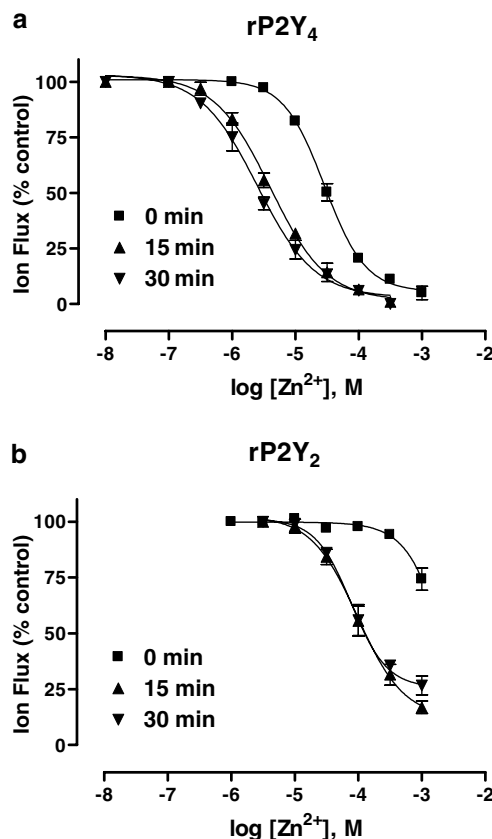 a
rP2Y₄
Ion Flux (% control)
100
75
50
25
0
0 min
15 min
30 min
-8 -7 -6 -5 -4 -3 -2
log [Zn²⁺], M
b
rP2Y₂
Ion Flux (% control)
100
75
50
25
0
0 min
15 min
30 min
-8 -7 -6 -5 -4 -3 -2
log [Zn²⁺], M